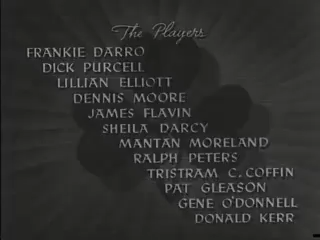 The Players
FRANKIE DARRO
DICK PURCELL
LILLIAN ELLIOTT
DENNIS MOORE
JAMES FLAVIN
SHEILA DARCY
MANTAN MORELAND
RALPH PETERS
TRISTRAM C. COFFIN
PAT GLEASON
GENE O'DONNELL
DONALD KERR